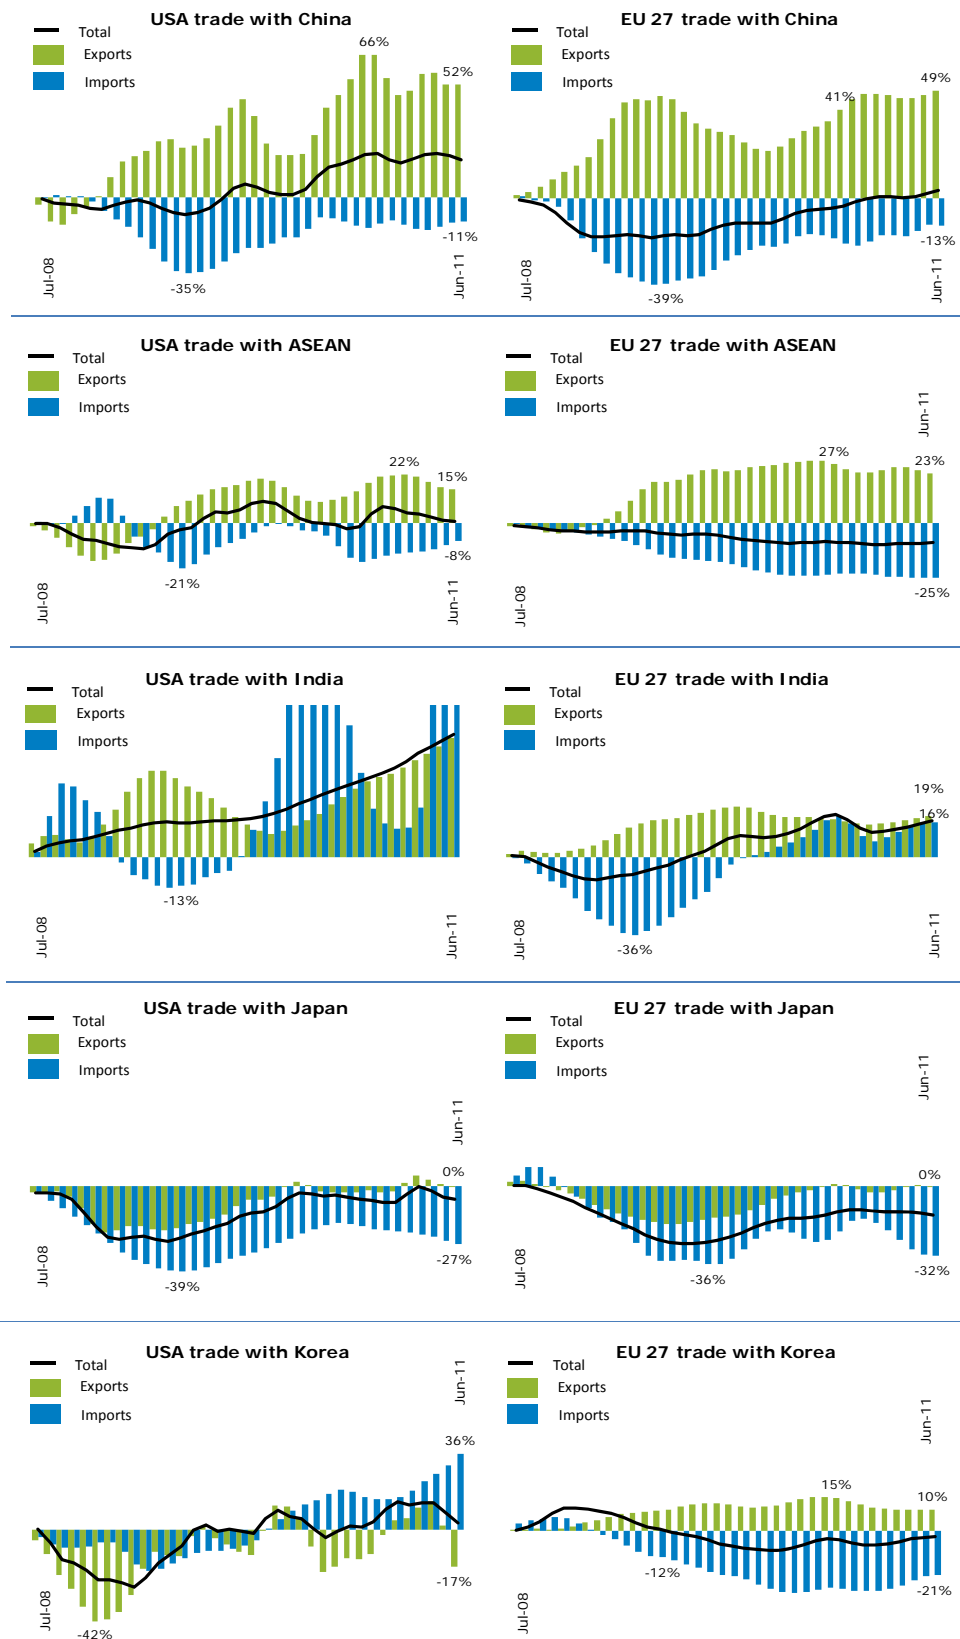 USA trade with China
Total
Exports
Imports
66%
52%
-11%
-35%
Jul-08
Jun-11
EU 27 trade with China
Total
Exports
Imports
41%
49%
-13%
-39%
Jul-08
Jun-11
USA trade with ASEAN
Total
Exports
Imports
22%
15%
-8%
-21%
Jul-08
Jun-11
EU 27 trade with ASEAN
Total
Exports
Imports
Jun-11
27%
23%
-25%
Jul-08
USA trade with India
Total
Exports
Imports
-13%
Jul-08
Jun-11
EU 27 trade with India
Total
Exports
Imports
19%
16%
-36%
Jul-08
Jun-11
USA trade with Japan
Total
Exports
Imports
Jun-11
0%
-27%
-39%
Jul-08
EU 27 trade with Japan
Total
Exports
Imports
Jun-11
0%
-32%
-36%
Jul-08
USA trade with Korea
Total
Exports
Imports
Jun-11
36%
-17%
-42%
Jul-08
EU 27 trade with Korea
Total
Exports
Imports
Jun-11
15%
10%
-12%
-21%
Jul-08